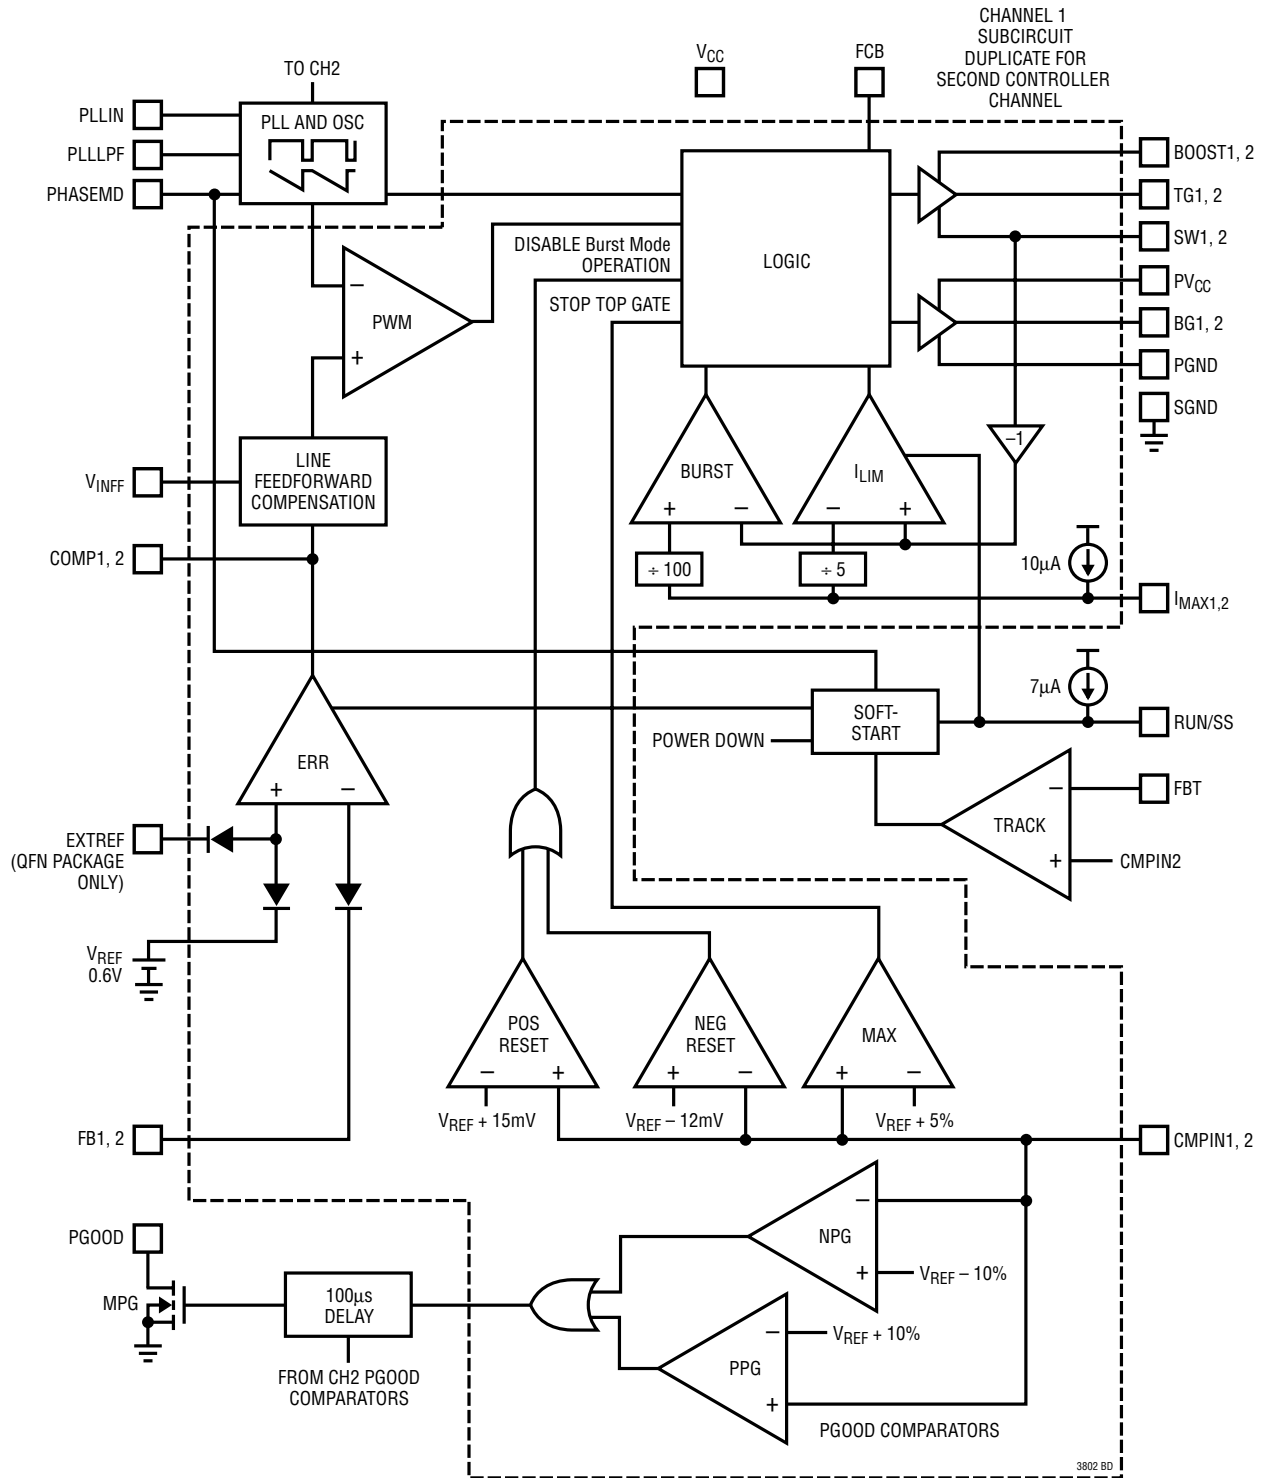 CHANNEL 1
SUBCIRCUIT
DUPLICATE FOR
SECOND CONTROLLER
CHANNEL
VCC
FCB
TO CH2
PLLIN
PLL AND OSC
PLLLPF
PHASEMD
BOOST1, 2
TG1, 2
SW1, 2
DISABLE Burst Mode
OPERATION
LOGIC
PVCC
STOP TOP GATE
–
PWM
+
BG1, 2
PGND
SGND
–1
LINE
FEEDFORWARD
COMPENSATION
VINFF
BURST
ILIM
+ –
– +
COMP1, 2
÷ 100
÷ 5
10µA
IMAX1,2
7µA
SOFT-
START
RUN/SS
POWER DOWN
ERR
+ –
–
FBT
TRACK
+
CMPIN2
EXTREF
(QFN PACKAGE
ONLY)
VREF
0.6V
POS
RESET
NEG
RESET
MAX
– +
+ –
+ –
VREF + 15mV
VREF – 12mV
VREF + 5%
FB1, 2
CMPIN1, 2
–
NPG
+
VREF – 10%
PGOOD
MPG
100µs
DELAY
–
VREF + 10%
PPG
+
FROM CH2 PGOOD
COMPARATORS
PGOOD COMPARATORS
3802 BD